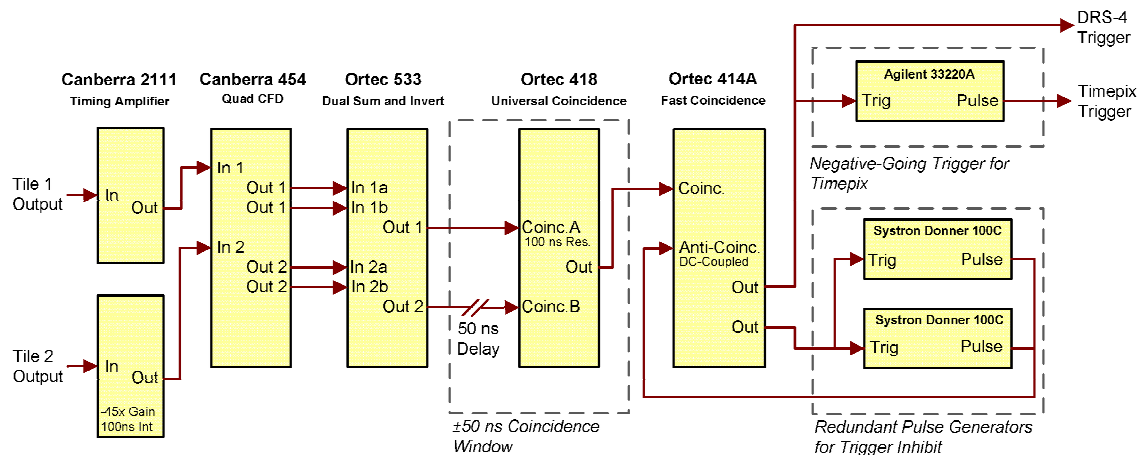 DRS-4
Trigger
Canberra 2111
Timing Amplifier
Canberra 454
Quad CFD
Ortec 533
Dual Sum and Invert
Ortec 418
Universal Coincidence
Ortec 414A
Fast Coincidence
Agilent 33220A
Trig
Pulse
Timepix
Trigger
Negative-Going Trigger for
Timepix
Tile 1
Output
In
Out
In 1
Out 1
Out 1
In 2
Out 2
Out 2
In 1a
In 1b
Out 1
In 2a
In 2b
Out 2
50 ns
Delay
Coinc.A
100 ns Res.
Out
Coinc.B
±50 ns Coincidence
Window
Coinc.
Anti-Coinc.
DC-Coupled
Out
Out
Systron Donner 100C
Trig
Pulse
Systron Donner 100C
Trig
Pulse
Redundant Pulse Generators
for Trigger Inhibit
Tile 2
Output
In
Out
-45x Gain
100ns Int